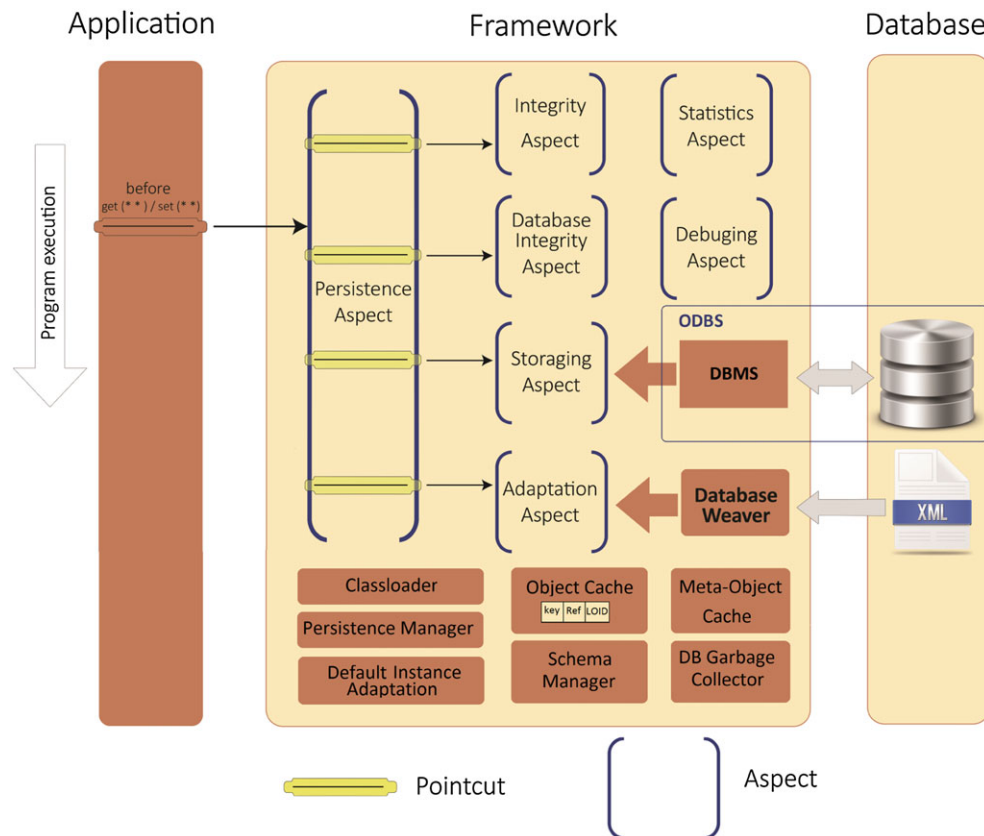 Application
Framework
Database
Program execution
before
get (* * ) / set (* *)
Persistence
Aspect
Integrity
Aspect
Statistics
Aspect
Database
Integrity
Aspect
Debuging
Aspect
ODBS
Storaging
Aspect
DBMS
Adaptation
Aspect
Database
Weaver
XML
Classloader
Object Cache
key Ref LOID
Meta-Object
Cache
Persistence Manager
Default Instance
Adaptation
Schema
Manager
DB Garbage
Collector
Pointcut
Aspect